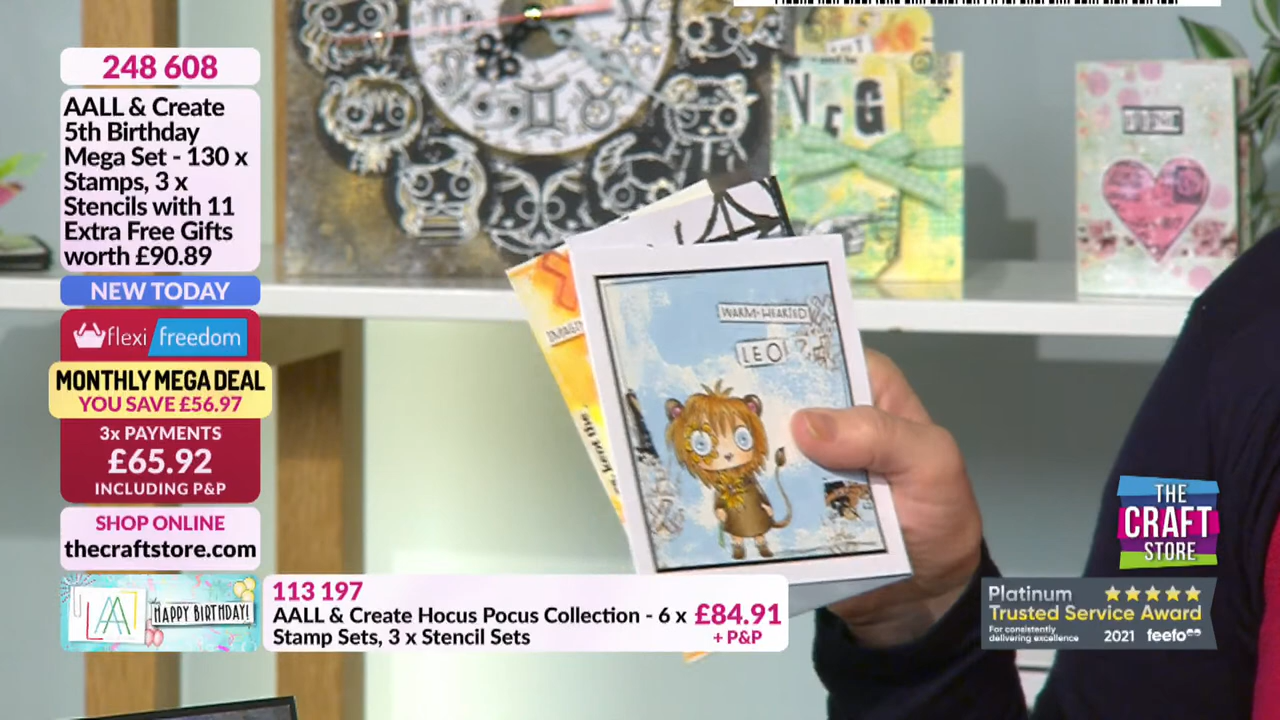 248 608
AALL & Create
5th Birthday
Mega Set - 130 x
Stamps, 3 x
Stencils with 11
Extra Free Gifts
worth £90.89
NEW TODAY
flexi freedom
MONTHLY MEGA DEAL
YOU SAVE £56.97
3x PAYMENTS
£65.92
INCLUDING P&P
SHOP ONLINE
thecraftstore.com
LAA
HAPPY BIRTHDAY!
113 197
AALL & Create Hocus Pocus Collection - 6 x
Stamp Sets, 3 x Stencil Sets
£84.91
+ P&P
VEG
WARM-HEARTED
LEO
THE
CRAFT
STORE
Platinum
Trusted Service Award
For consistently
delivering excellence
2021 feefo